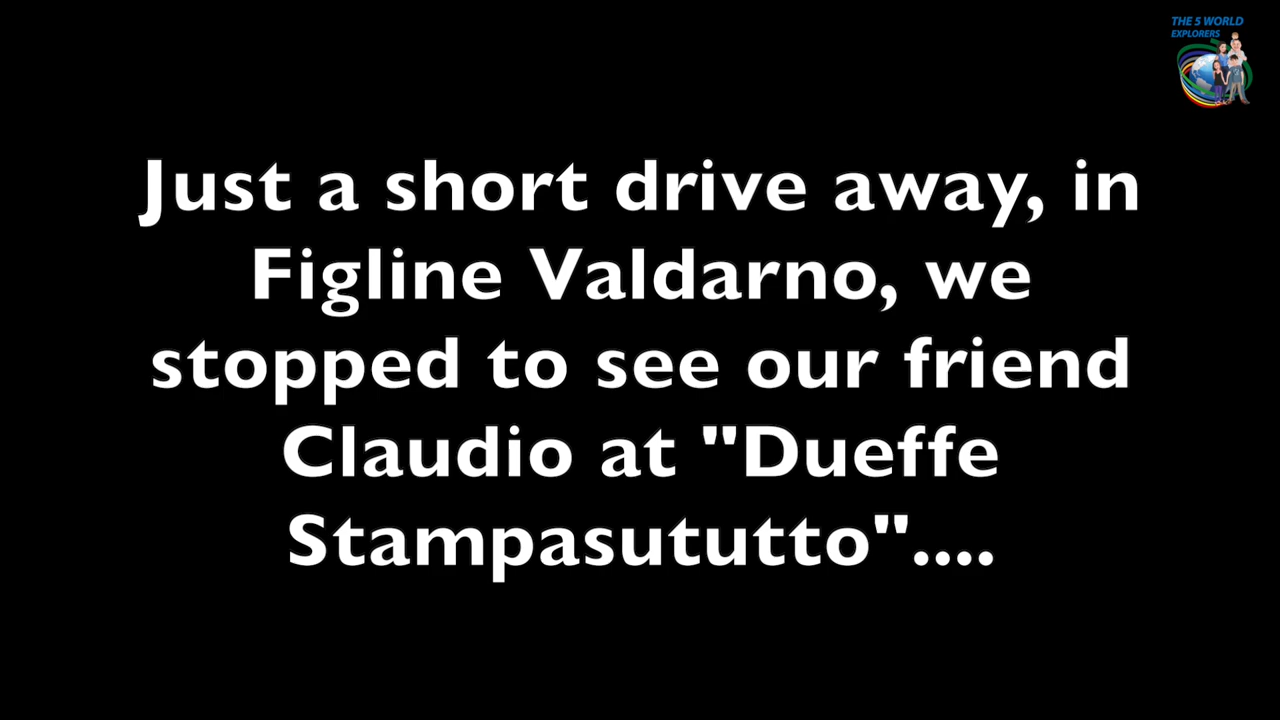 THE 5 WORLD
EXPLORERS
Just a short drive away, in
Figline Valdarno, we
stopped to see our friend
Claudio at "Dueffe
Stampasututto"....